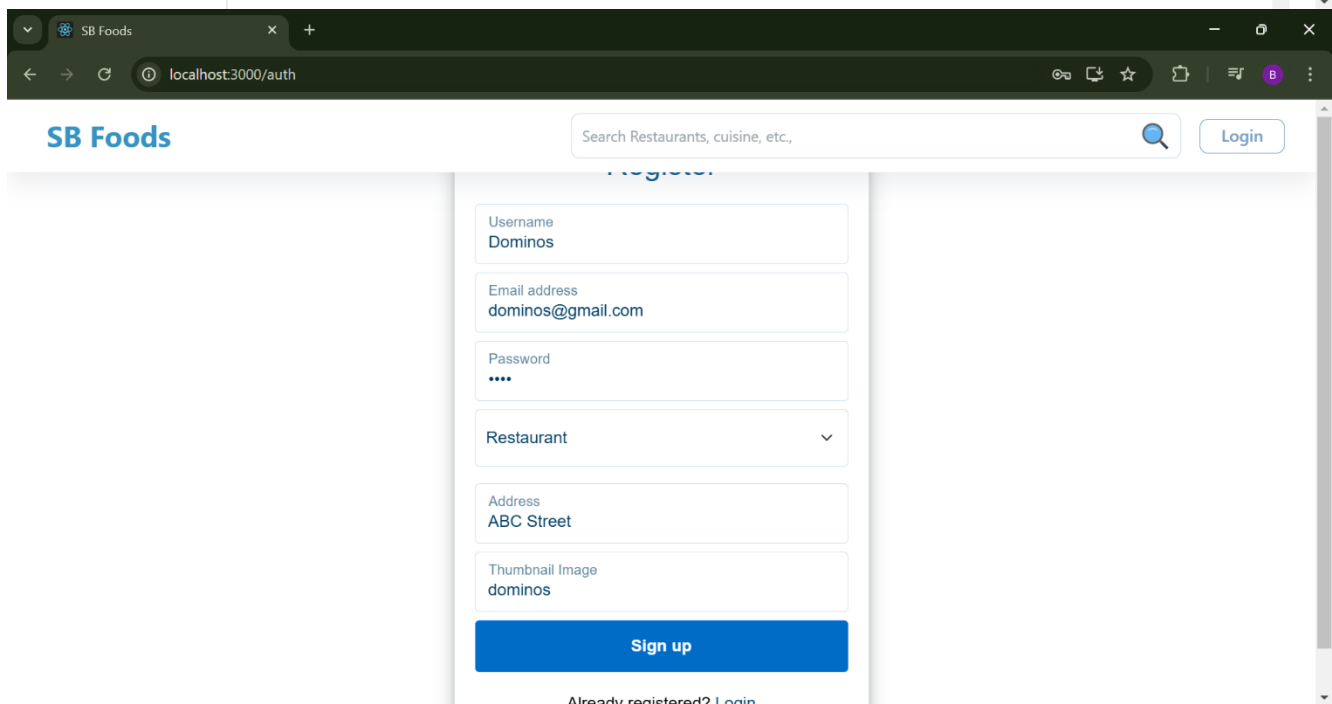 SB Foods
localhost:3000/auth
B
SB Foods
Search Restaurants, cuisine, etc.,
Login
Register
Username
Dominos
Email address
dominos@gmail.com
Password
••••
Restaurant
Address
ABC Street
Thumbnail Image
dominos
Sign up
Already registered? Login